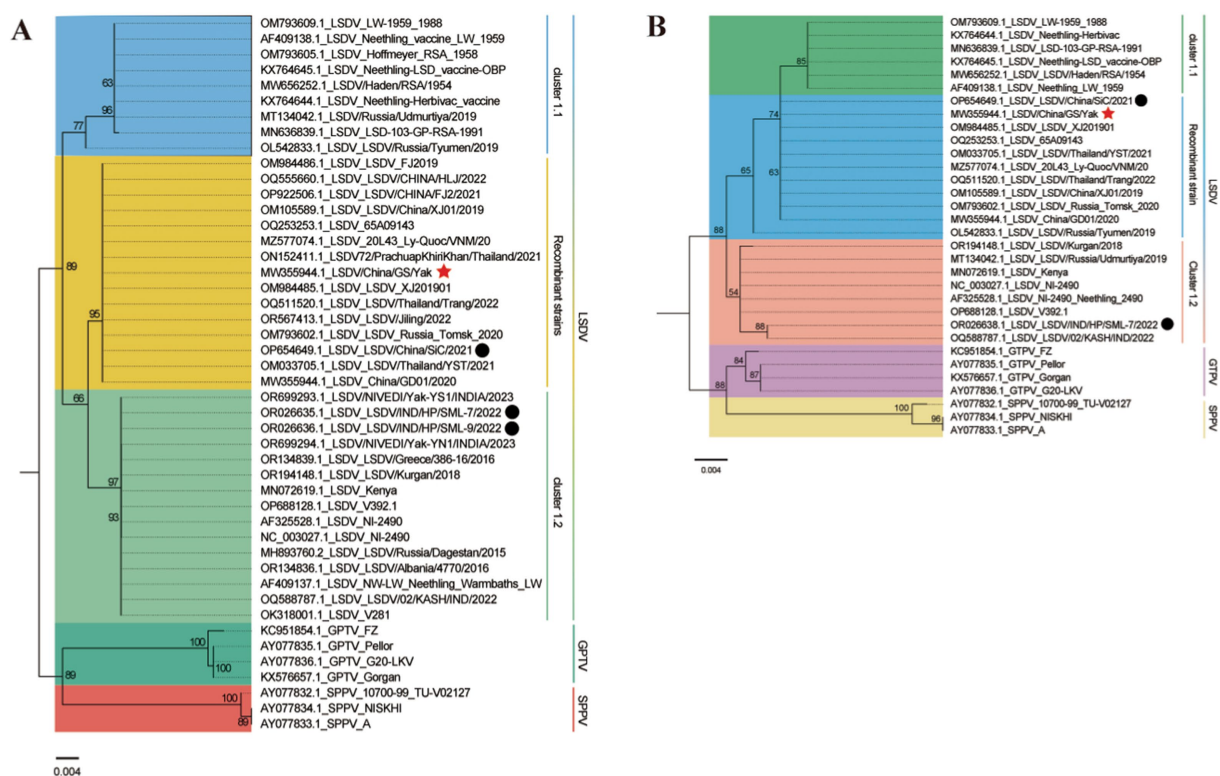 A
OM793609.1_LSDV_LW-1959_1988
AF409138.1_LSDV_Neethling_vaccine_LW_1959
OM793605.1_LSDV_Hoffmeyer_RSA_1958
KX764645.1_LSDV_Neethling-LSD_vaccine-OBP
MW656252.1_LSDV/Haden/RSA/1954
KX764644.1_LSDV_Neethling-Herbivac_vaccine
MT134042.1_LSDV/Russia/Udmurtiya/2019
MN636839.1_LSDV_LSD-103-GP-RSA-1991
OL542833.1_LSDV_LSDV/Russia/Tyumen/2019
OM984486.1_LSDV_LSDV_FJ2019
OQ555660.1_LSDV_LSDV/CHINA/HLJ/2022
OP922506.1_LSDV_LSDV/CHINA/FJ2/2021
OM105589.1_LSDV_LSDV/China/XJ01/2019
OQ253253.1_LSDV_65A09143
MZ577074.1_LSDV_20L43_Ly-Quoc/VNM/20
ON152411.1_LSDV72/PrachuapKhiriKhan/Thailand/2021
MW355944.1_LSDV/China/GS/Yak
OM984485.1_LSDV_LSDV_XJ201901
OQ511520.1_LSDV_LSDV/Thailand/Trang/2022
OR567413.1_LSDV_LSDV/Jiling/2022
OM793602.1_LSDV_LSDV_Russia_Tomsk_2020
OP654649.1_LSDV_LSDV/China/SiC/2021
OM033705.1_LSDV_LSDV/Thailand/YST/2021
MW355944.1_LSDV_China/GD01/2020
OR699293.1_LSDV/NIVEDI/Yak-YS1/INDIA/2023
OR026635.1_LSDV_LSDV/IND/HP/SML-7/2022
OR026636.1_LSDV_LSDV/IND/HP/SML-9/2022
OR699294.1_LSDV/NIVEDI/Yak-YN1/INDIA/2023
OR134839.1_LSDV_LSDV/Greece/386-16/2016
OR194148.1_LSDV_LSDV/Kurgan/2018
MN072619.1_LSDV_Kenya
OP688128.1_LSDV_V392.1
AF325528.1_LSDV_NI-2490
NC_003027.1_LSDV_NI-2490
MH893760.2_LSDV_LSDV/Russia/Dagestan/2015
OR134836.1_LSDV_LSDV/Albania/4770/2016
AF409137.1_LSDV_NW-LW_Neethling_Warmbaths_LW
OQ588787.1_LSDV_LSDV/02/KASH/IND/2022
OK318001.1_LSDV_V281
KC951854.1_GPTV_FZ
AY077835.1_GPTV_Pellor
AY077836.1_GPTV_G20-LKV
KX576657.1_GPTV_Gorgan
AY077832.1_SPPV_10700-99_TU-V02127
AY077834.1_SPPV_NISKHI
AY077833.1_SPPV_A
63
96
77
89
95
66
97
93
100
100
89
100
89
cluster 1.1
Recombinant strains
cluster 1.2
LSDV
GPTV
SPPV
0.004
B
OM793609.1_LSDV_LW-1959_1988
KX764644.1_LSDV_Neethling-Herbivac
MN636839.1_LSDV_LSD-103-GP-RSA-1991
KX764645.1_LSDV_Neethling-LSD_vaccine-OBP
MW656252.1_LSDV/Haden/RSA/1954
AF409138.1_LSDV_Neethling_LW_1959
OP654649.1_LSDV_LSDV/China/SiC/2021
MW355944.1_LSDV/China/GS/Yak
OM984485.1_LSDV_LSDV_XJ201901
OQ253253.1_LSDV_65A09143
OM033705.1_LSDV_LSDV/Thailand/YST/2021
MZ577074.1_LSDV_20L43_Ly-Quoc/VNM/20
OQ511520.1_LSDV_LSDV/Thailand/Trang/2022
OM105589.1_LSDV_LSDV/China/XJ01/2019
OM793602.1_LSDV_LSDV_Russia_Tomsk_2020
MW355944.1_LSDV_China/GD01/2020
OL542833.1_LSDV_LSDV/Russia/Tyumen/2019
OR194148.1_LSDV_LSDV/Kurgan/2018
MT134042.1_LSDV/Russia/Udmurtiya/2019
MN072619.1_LSDV_Kenya
NC_003027.1_LSDV_NI-2490
AF325528.1_LSDV_NI-2490_Neethling_2490
OP688128.1_LSDV_V392.1
OR026638.1_LSDV_LSDV/IND/HP/SML-7/2022
OQ588787.1_LSDV_LSDV/02/KASH/IND/2022
KC951854.1_GTPV_FZ
AY077835.1_GTPV_Pellor
KX576657.1_GTPV_Gorgan
AY077836.1_GTPV_G20-LKV
AY077832.1_SPPV_10700-99_TU-V02127
AY077834.1_SPPV_NISKHI
AY077833.1_SPPV_A
85
74
65
63
88
54
88
84
87
88
100
96
cluster 1.1
Recombinant strain
Cluster 1.2
LSDV
GTPV
SPPV
0.004